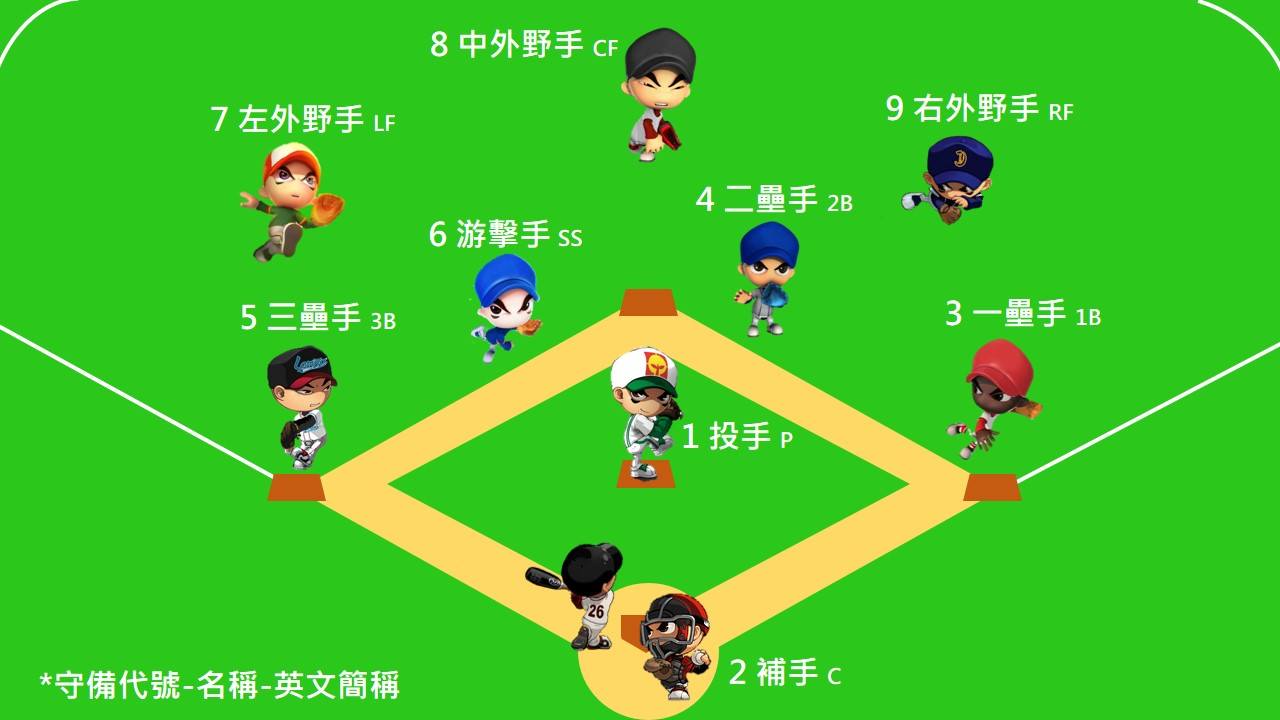 8 中外野手 CF
7 左外野手 LF
9 右外野手 RF
4 二壘手 2B
6 游擊手 SS
5 三壘手 3B
3 一壘手 1B
1 投手 P
26
2 補手 C
*守備代號-名稱-英文簡稱